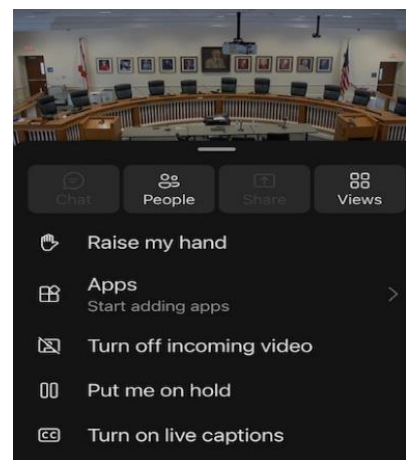 Chat
People
Share
Views
Raise my hand
Apps
Start adding apps
Turn off incoming video
Put me on hold
CC Turn on live captions